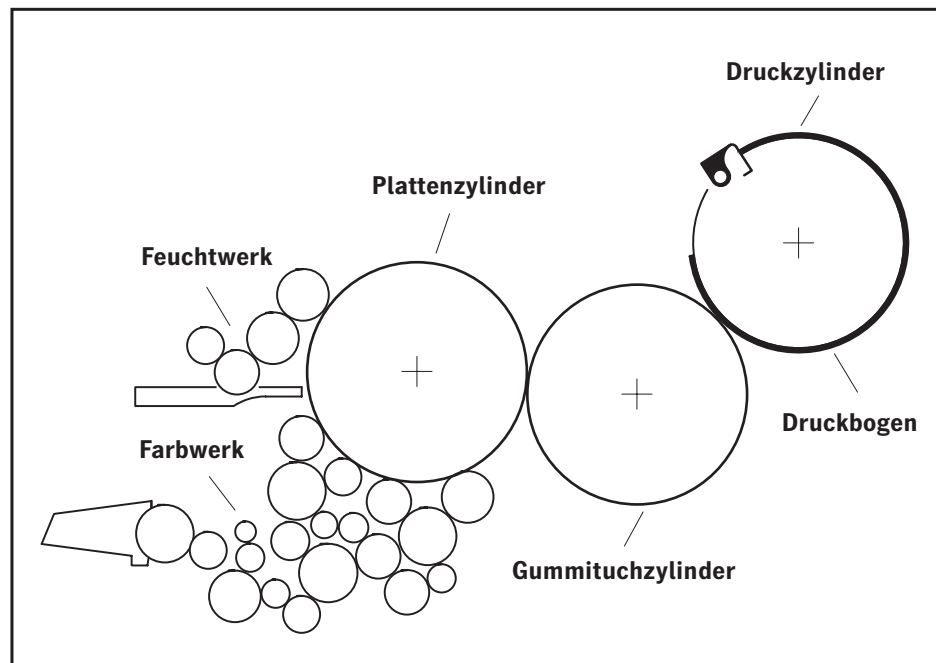 Druckzylinder
Plattenzylinder
Feuchtwerk
Druckbogen
Farbwerk
Gummituchzylinder